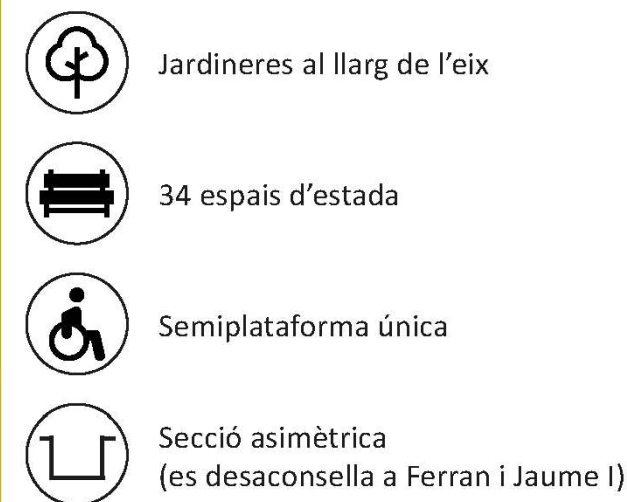 Jardineres al llarg de l'eix
34 espais d'estada
Semiplataforma única
Secció asimètrica
(es desaconsella a Ferran i Jaume I)